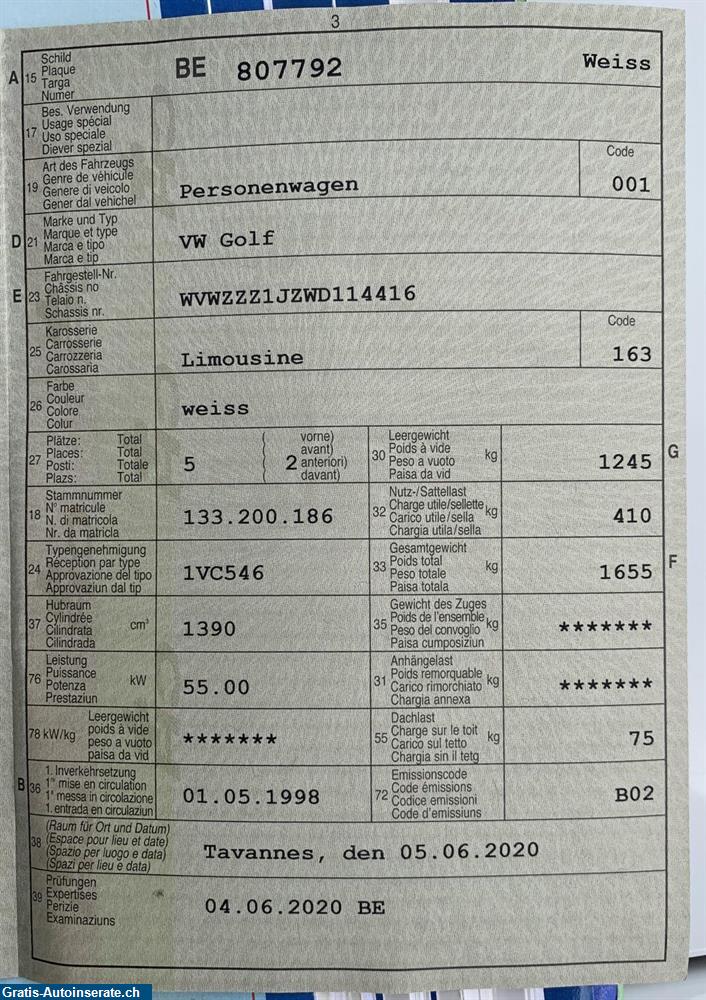 3
A 15 Schild
Plaque
Targa
Numer
BE 807792 Weiss
17 Bes. Verwendung
Usage spécial
Uso speciale
Diever spezial
19 Art des Fahrzeugs
Genre de véhicule
Genere di veicolo
Gener dal vehichel
Personenwagen
Code
001
D 21 Marke und Typ
Marque et type
Marca e tipo
Marca e tip
VW Golf
E 23 Fahrgestell-Nr.
Châssis no
Telaio n.
Schassis nr.
WVWZZZ1JZWD114416
25 Karosserie
Carrosserie
Carrozzeria
Carossaria
Limousine
Code
163
26 Farbe
Couleur
Colore
Colur
weiss
27 Plätze: Total
Places: Total
Posti: Totale
Plazs: Total
5
( vorne)
( avant)
( 2 anteriori)
( davant)
30 Leergewicht
Poids à vide
Peso a vuoto
Paisa da vid
kg
1245 G
18 Stammnummer
N° matricule
N. di matricola
Nr. da matricla
133.200.186
32 Nutz-/Sattellast
Charge utile/sellette
Carico utile/sella
Chargia utila/sella
kg
410
24 Typengenehmigung
Réception par type
Approvazione del tipo
Approvaziun dal tip
1VC546
33 Gesamtgewicht
Poids total
Peso totale
Paisa totala
kg
1655 F
37 Hubraum
Cylindrée
Cilindrata
Cilindrada
cm³
1390
35 Gewicht des Zuges
Poids de l'ensemble
Peso del convoglio
Paisa cumposiziun
kg
*******
76 Leistung
Puissance
Potenza
Prestaziun
kW
55.00
31 Anhängelast
Poids remorquable
Carico rimorchiato
Chargia annexa
kg
*******
78 kW/kg Leergewicht
poids à vide
peso a vuoto
paisa da vid
*******
55 Dachlast
Charge sur le toit
Carico sul tetto
Chargia sin il tetg
kg
75
B 36 1. Inverkehrsetzung
1re mise en circulation
1a messa in circolazione
1. entrada en circulaziun
01.05.1998
72 Emissionscode
Code émissions
Codice emissioni
Code d'emissiuns
B02
38 (Raum für Ort und Datum)
(Espace pour lieu et date)
(Spazio per luogo e data)
(Spazi per lieu e data)
Tavannes, den 05.06.2020
39 Prüfungen
Expertises
Perizie
Examinaziuns
04.06.2020 BE
Gratis-Autoinserate.ch